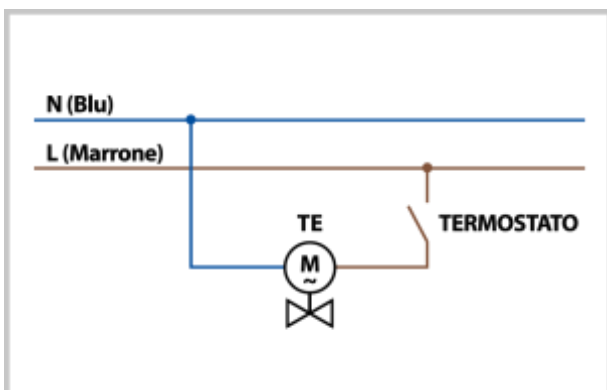 N (Blu)
L (Marrone)
TE
TERMOSTATO
M
~